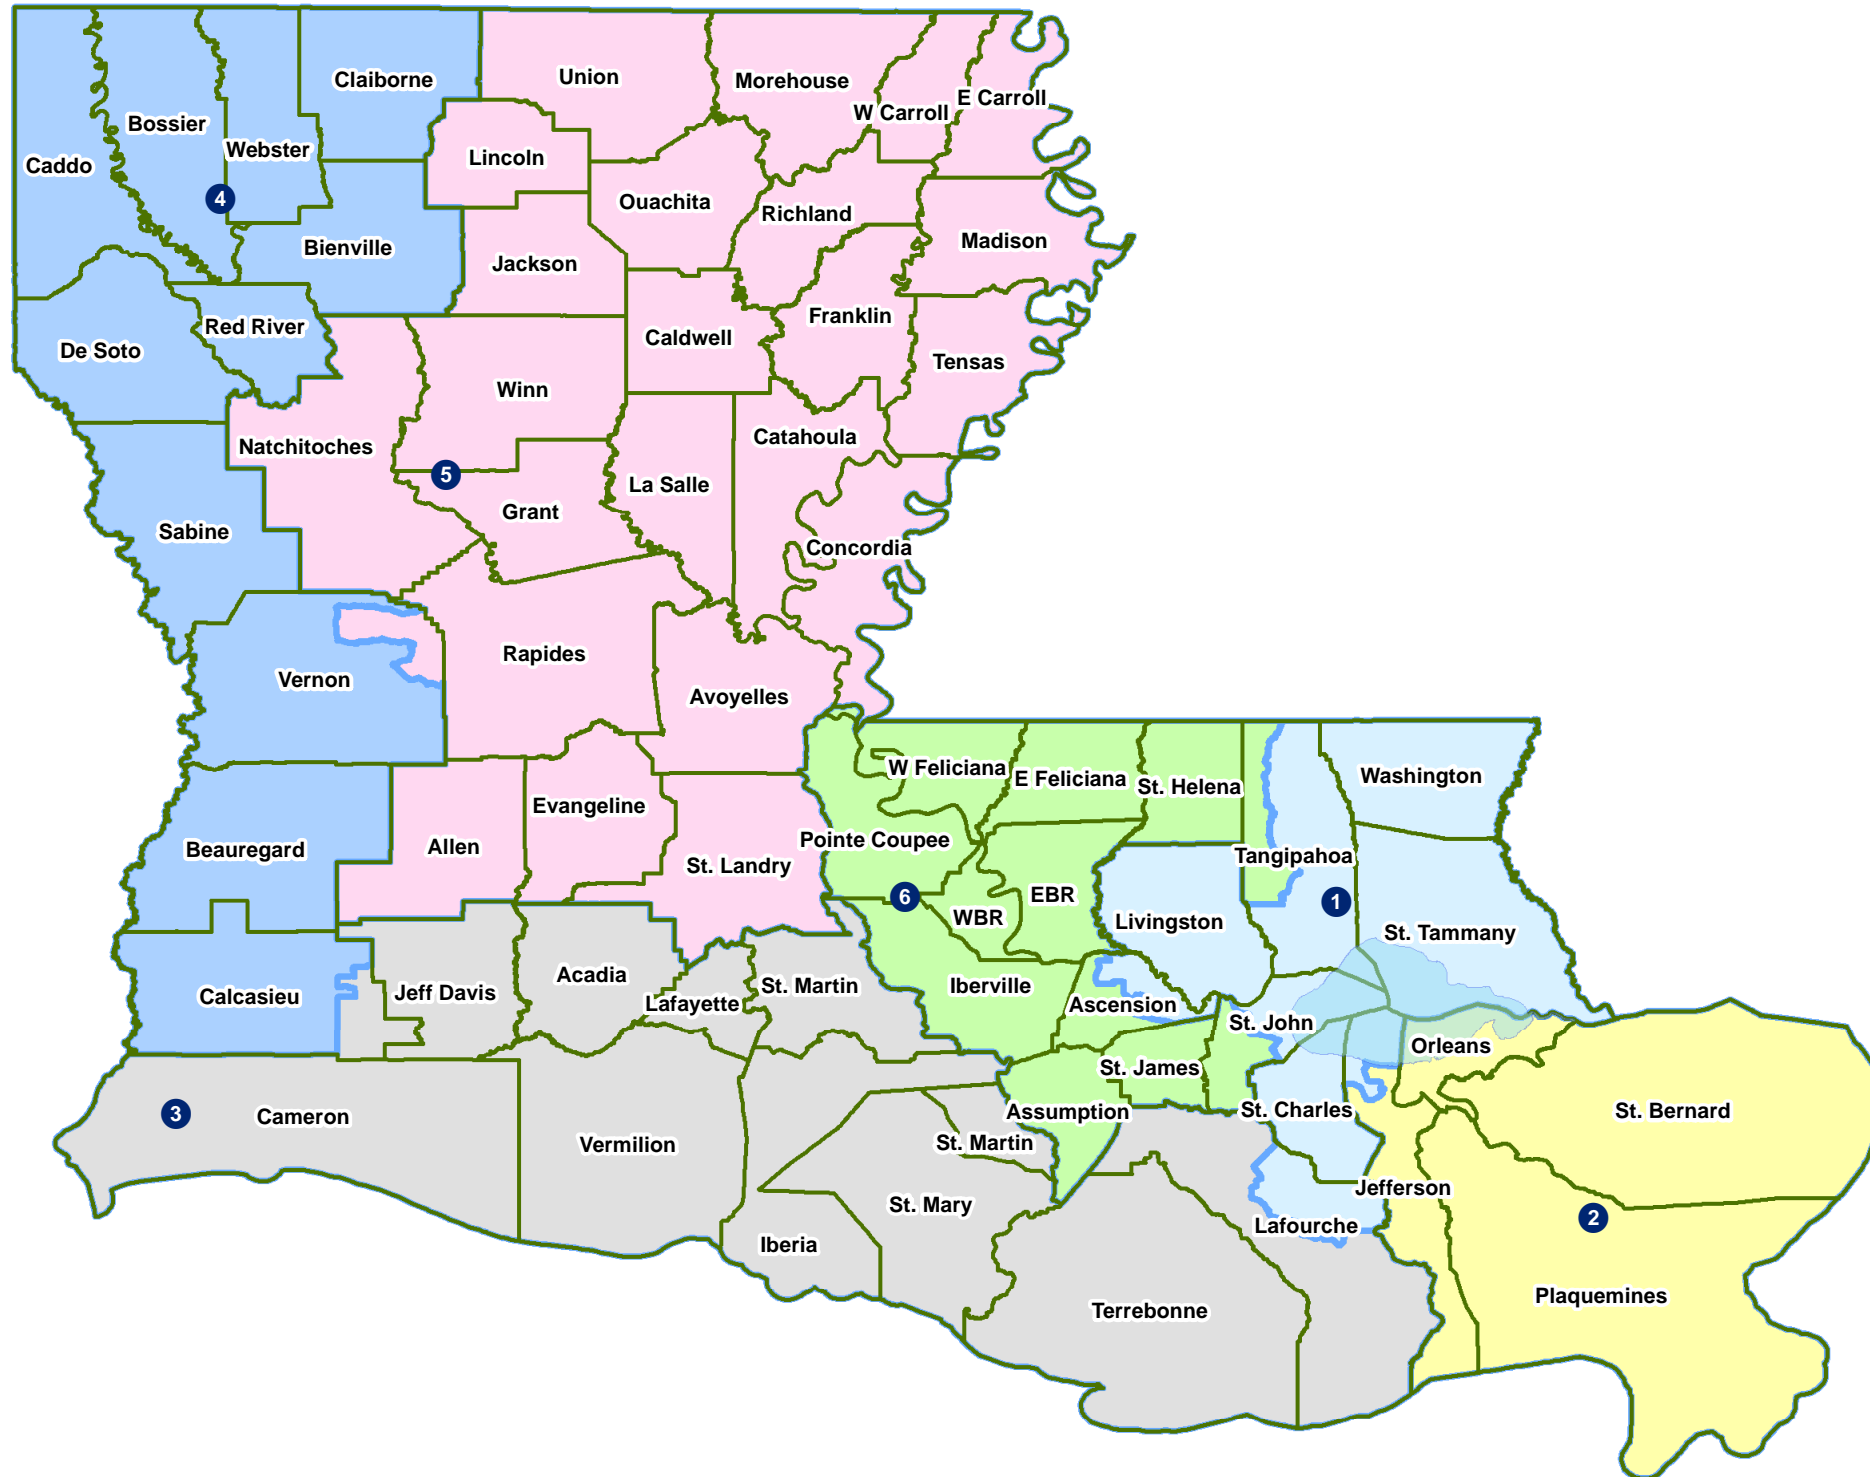 Union
Morehouse
Claiborne
E Carroll
W Carroll
Bossier
Webster
Lincoln
Caddo
4
Ouachita
Richland
Madison
Bienville
Jackson
Franklin
Red River
Caldwell
De Soto
Tensas
Winn
Catahoula
Natchitoches
5
La Salle
Grant
Sabine
Concordia
Rapides
Vernon
Avoyelles
W Feliciana
E Feliciana
St. Helena
Washington
Evangeline
Pointe Coupee
Beauregard
Allen
St. Landry
Tangipahoa
6
EBR
1
WBR
Livingston
St. Tammany
Acadia
St. Martin
Iberville
Calcasieu
Jeff Davis
Lafayette
Ascension
St. John
Orleans
St. James
3
Cameron
Assumption
St. Charles
St. Bernard
Vermilion
St. Martin
Jefferson
St. Mary
2
Lafourche
Iberia
Plaquemines
Terrebonne